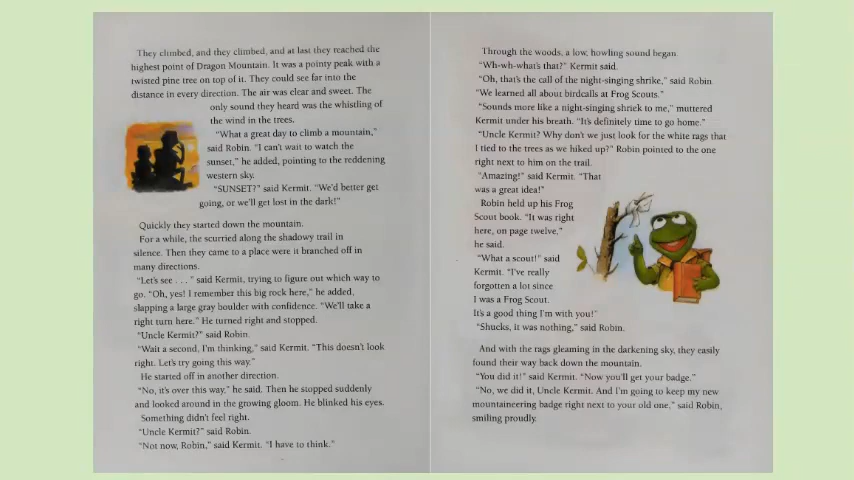 They climbed, and they climbed, and at last they reached the
highest point of Dragon Mountain. It was a pointy peak with a
twisted pine tree on top of it. They could see far into the
distance in every direction. The air was clear and sweet. The
only sound they heard was the whistling of
the wind in the trees.
"What a great day to climb a mountain,"
said Robin. "I can't wait to watch the
sunset," he added, pointing to the reddening
western sky.
"SUNSET?" said Kermit. "We'd better get
going, or we'll get lost in the dark!"
Quickly they started down the mountain.
For a while, the scurried along the shadowy trail in
silence. Then they came to a place were it branched off in
many directions.
"Let's see . . ." said Kermit, trying to figure out which way to
go. "Oh, yes! I remember this big rock here," he added,
slapping a large gray boulder with confidence. "We'll take a
right turn here." He turned right and stopped.
"Uncle Kermit?" said Robin.
"Wait a second, I'm thinking," said Kermit. "This doesn't look
right. Let's try going this way."
He started off in another direction.
"No, it's over this way," he said. Then he stopped suddenly
and looked around in the growing gloom. He blinked his eyes.
Something didn't feel right.
"Uncle Kermit?" said Robin.
"Not now, Robin," said Kermit. "I have to think."
Through the woods, a low, howling sound began.
"Wh-wh-what's that?" Kermit said.
"Oh, that's the call of the night-singing shrike," said Robin.
"We learned all about birdcalls at Frog Scouts."
"Sounds more like a night-singing shriek to me," muttered
Kermit under his breath. "It's definitely time to go home."
"Uncle Kermit? Why don't we just look for the white rags that
I tied to the trees as we hiked up?" Robin pointed to the one
right next to him on the trail.
"Amazing!" said Kermit. "That
was a great idea!"
Robin held up his Frog
Scout book. "It was right
here, on page twelve,"
he said.
"What a scout!" said
Kermit. "I've really
forgotten a lot since
I was a Frog Scout.
It's a good thing I'm with you!"
"Shucks, it was nothing," said Robin.
And with the rags gleaming in the darkening sky, they easily
found their way back down the mountain.
"You did it!" said Kermit. "Now you'll get your badge."
"No, we did it, Uncle Kermit. And I'm going to keep my new
mountaineering badge right next to your old one," said Robin,
smiling proudly.